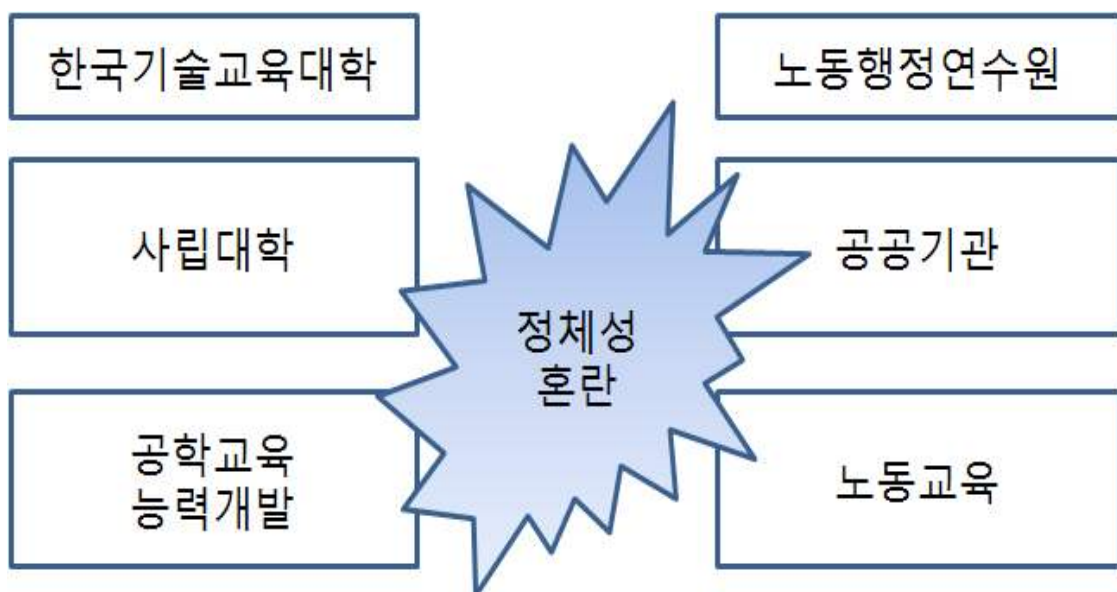 한국기술교육대학
노동행정연수원
사립대학
공공기관
정체성
혼란
공학교육
능력개발
노동교육